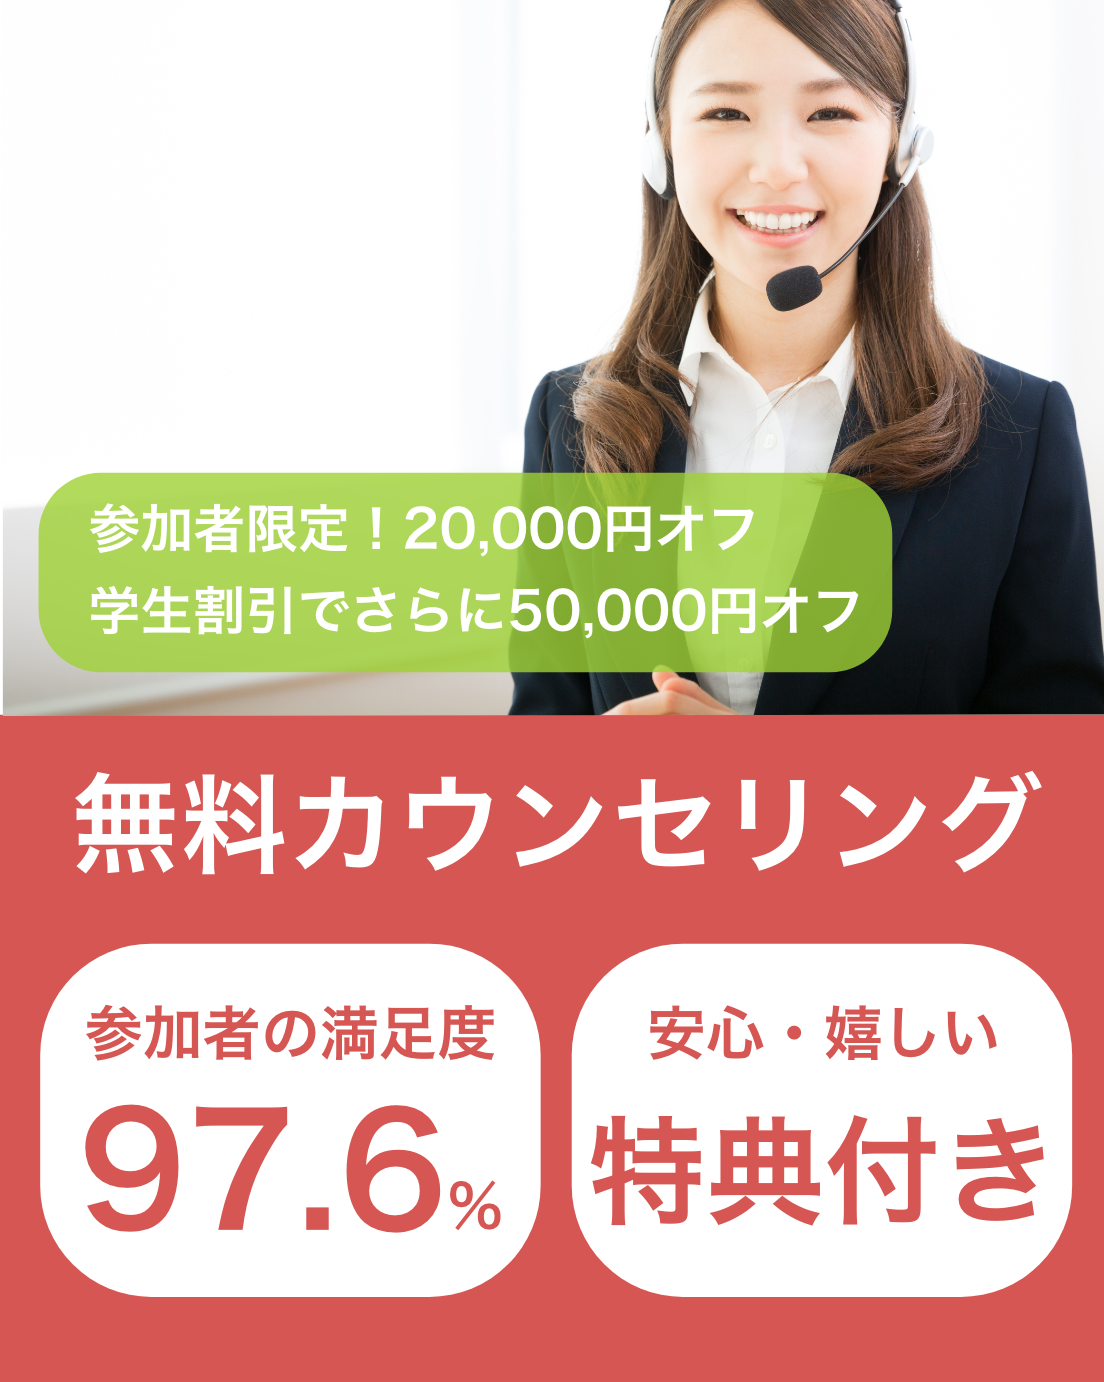 参加者限定！20,000円オフ
学生割引でさらに50,000円オフ
無料カウンセリング
参加者の満足度
97.6%
安心・嬉しい
特典付き